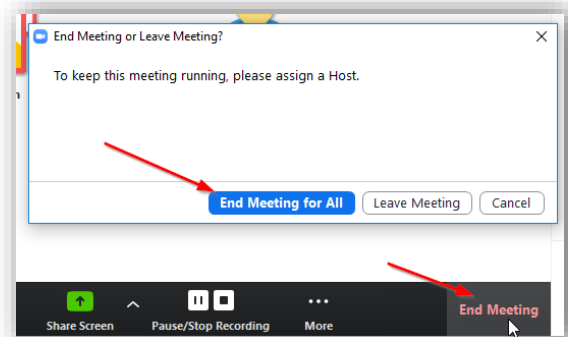 End Meeting or Leave Meeting?
To keep this meeting running, please assign a Host.
End Meeting for All Leave Meeting Cancel
Share Screen Pause/Stop Recording More End Meeting